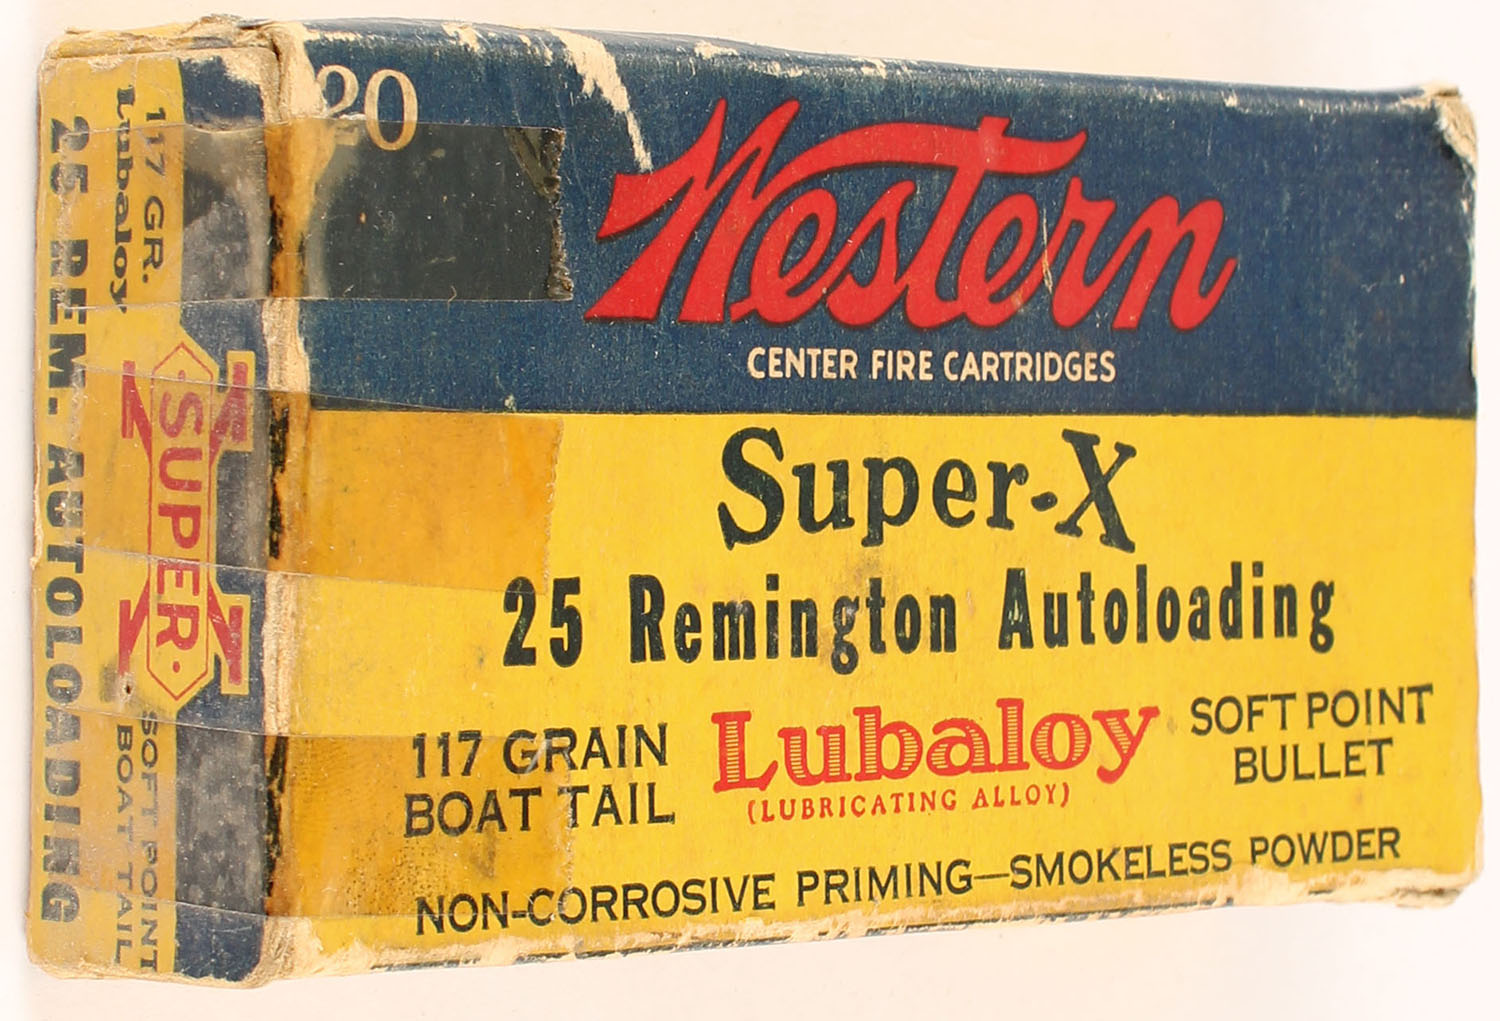 20
Western
CENTER FIRE CARTRIDGES
Super-X
25 Remington Autoloading
117 GRAIN
BOAT TAIL
Lubaloy
(LUBRICATING ALLOY)
SOFT POINT
BULLET
NON-CORROSIVE PRIMING—SMOKELESS POWDER
117 GR.
Lubaloy
X SUPER X
SOFT POINT
BOAT TAIL
25 REM. AUTOLOADING